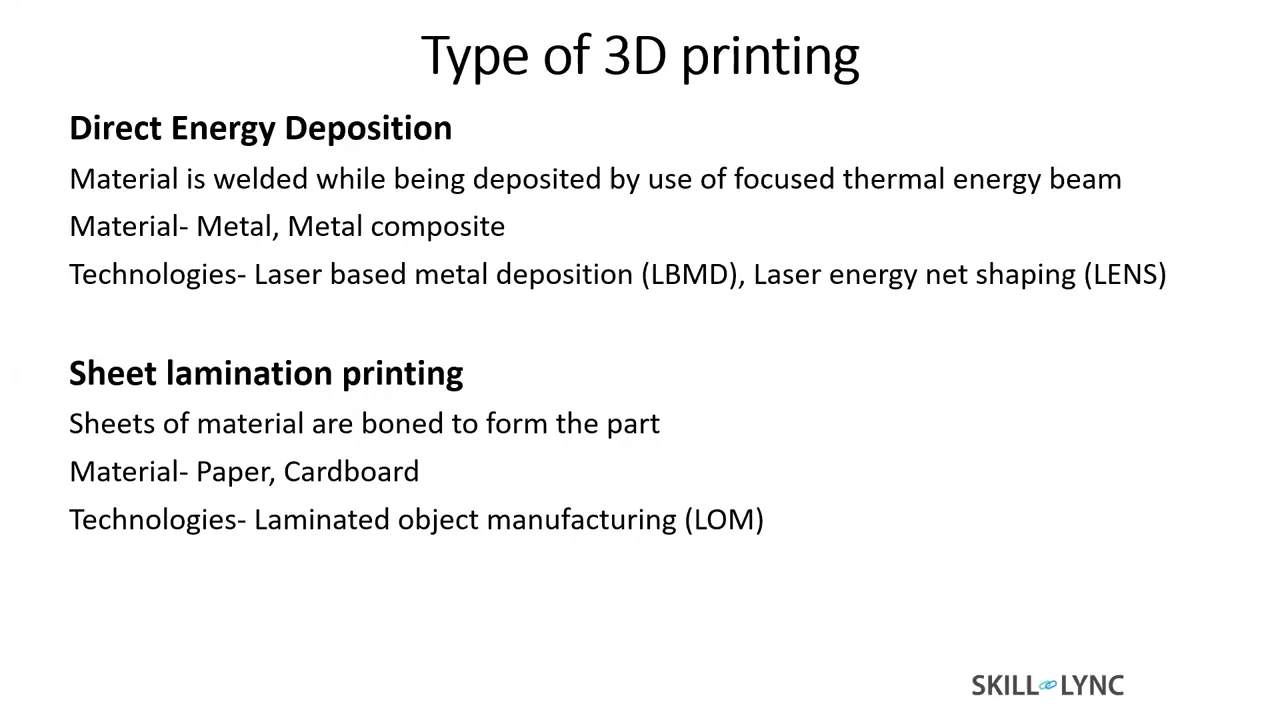 Type of 3D printing
Direct Energy Deposition
Material is welded while being deposited by use of focused thermal energy beam
Material- Metal, Metal composite
Technologies- Laser based metal deposition (LBMD), Laser energy net shaping (LENS)
Sheet lamination printing
Sheets of material are boned to form the part
Material- Paper, Cardboard
Technologies- Laminated object manufacturing (LOM)
SKILL LYNC